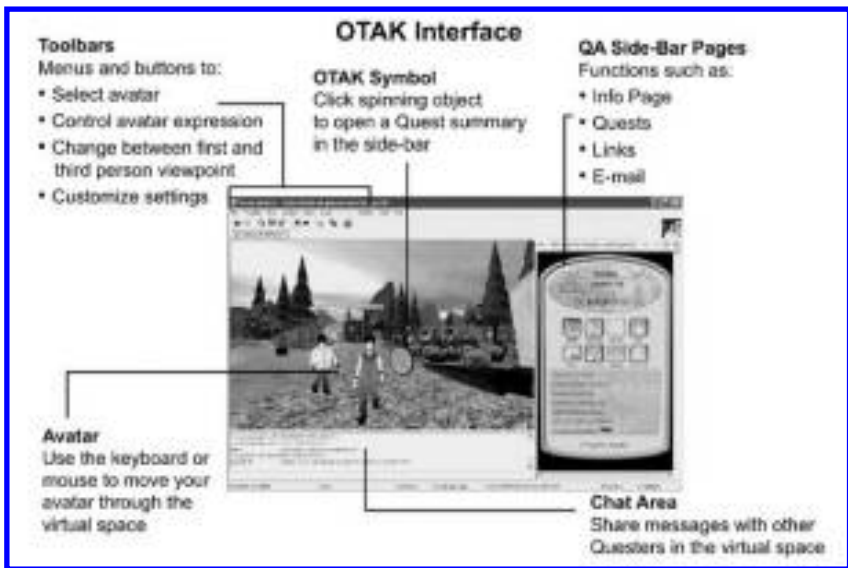 OTAK Interface
Toolbars
Menus and buttons to:
• Select avatar
• Control avatar expression
• Change between first and
third person viewpoint
• Customize settings
OTAK Symbol
Click spinning object
to open a Quest summary
in the side-bar
QA Side-Bar Pages
Functions such as:
• Info Page
• Quests
• Links
• E-mail
Avatar
Use the keyboard or
mouse to move your
avatar through the
virtual space
Chat Area
Share messages with other
Questers in the virtual space